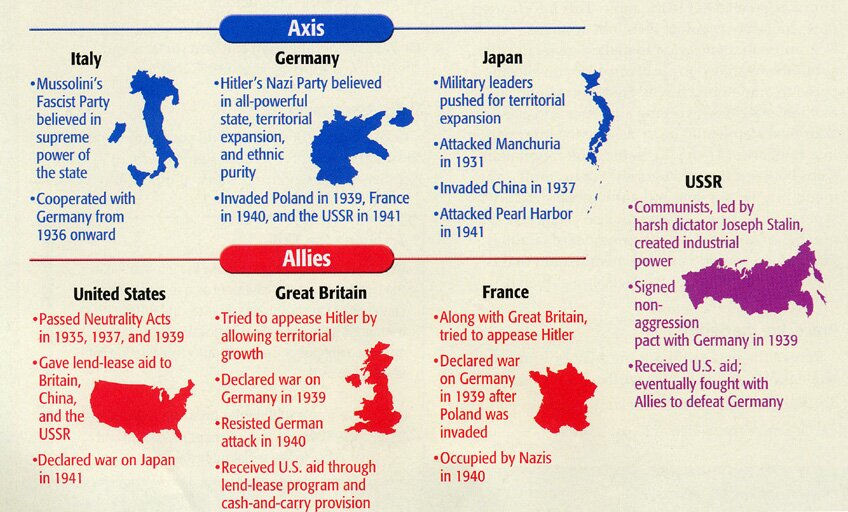 Axis
Italy
•Mussolini's
Fascist Party
believed in
supreme
power of
the state
•Cooperated with
Germany from
1936 onward
Germany
•Hitler's Nazi Party believed
in all-powerful
state, territorial
expansion,
and ethnic
purity
•Invaded Poland in 1939, France
in 1940, and the USSR in 1941
Japan
•Military leaders
pushed for territorial
expansion
•Attacked Manchuria
in 1931
•Invaded China in 1937
•Attacked Pearl Harbor
in 1941
Allies
United States
•Passed Neutrality Acts
in 1935, 1937, and 1939
•Gave lend-lease aid to
Britain,
China,
and the
USSR
•Declared war on Japan
in 1941
Great Britain
•Tried to appease Hitler by
allowing territorial
growth
•Declared war on
Germany in 1939
•Resisted German
attack in 1940
•Received U.S. aid through
lend-lease program and
cash-and-carry provision
France
•Along with Great Britain,
tried to appease Hitler
•Declared war
on Germany
in 1939 after
Poland was
invaded
•Occupied by Nazis
in 1940
USSR
•Communists, led by
harsh dictator Joseph Stalin,
created industrial
power
•Signed
non-
aggression
pact with Germany in 1939
•Received U.S. aid;
eventually fought with
Allies to defeat Germany